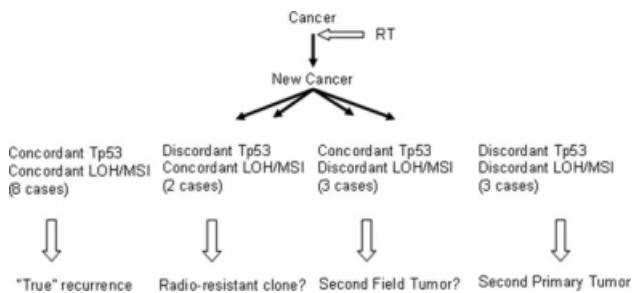 Cancer
RT
New Cancer
Concordant Tp53
Concordant LOH/MSI
(8 cases)
Discordant Tp53
Concordant LOH/MSI
(2 cases)
Concordant Tp53
Discordant LOH/MSI
(3 cases)
Discordant Tp53
Discordant LOH/MSI
(3 cases)
"True" recurrence
Radio-resistant clone?
Second Field Tumor?
Second Primary Tumor